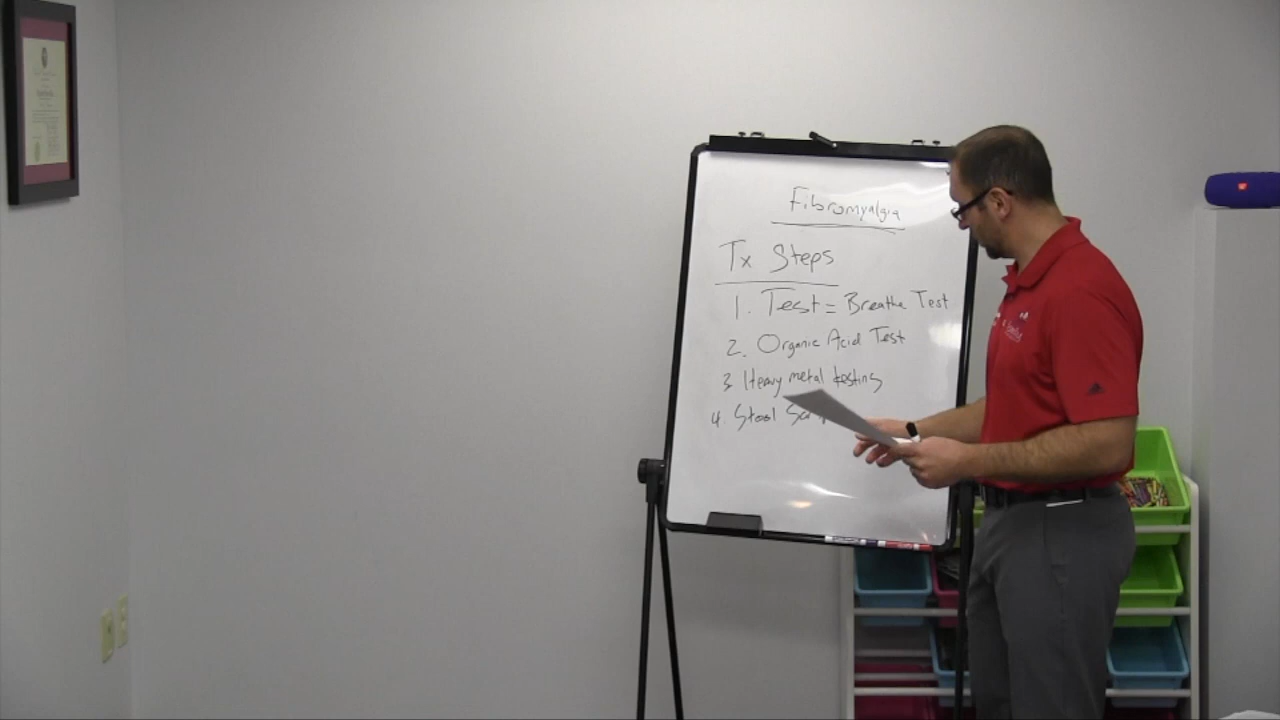 Fibromyalgia
Tx Steps
1. Test = Breathe Test
2. Organic Acid Test
3 Heavy metal testing
4. Stool